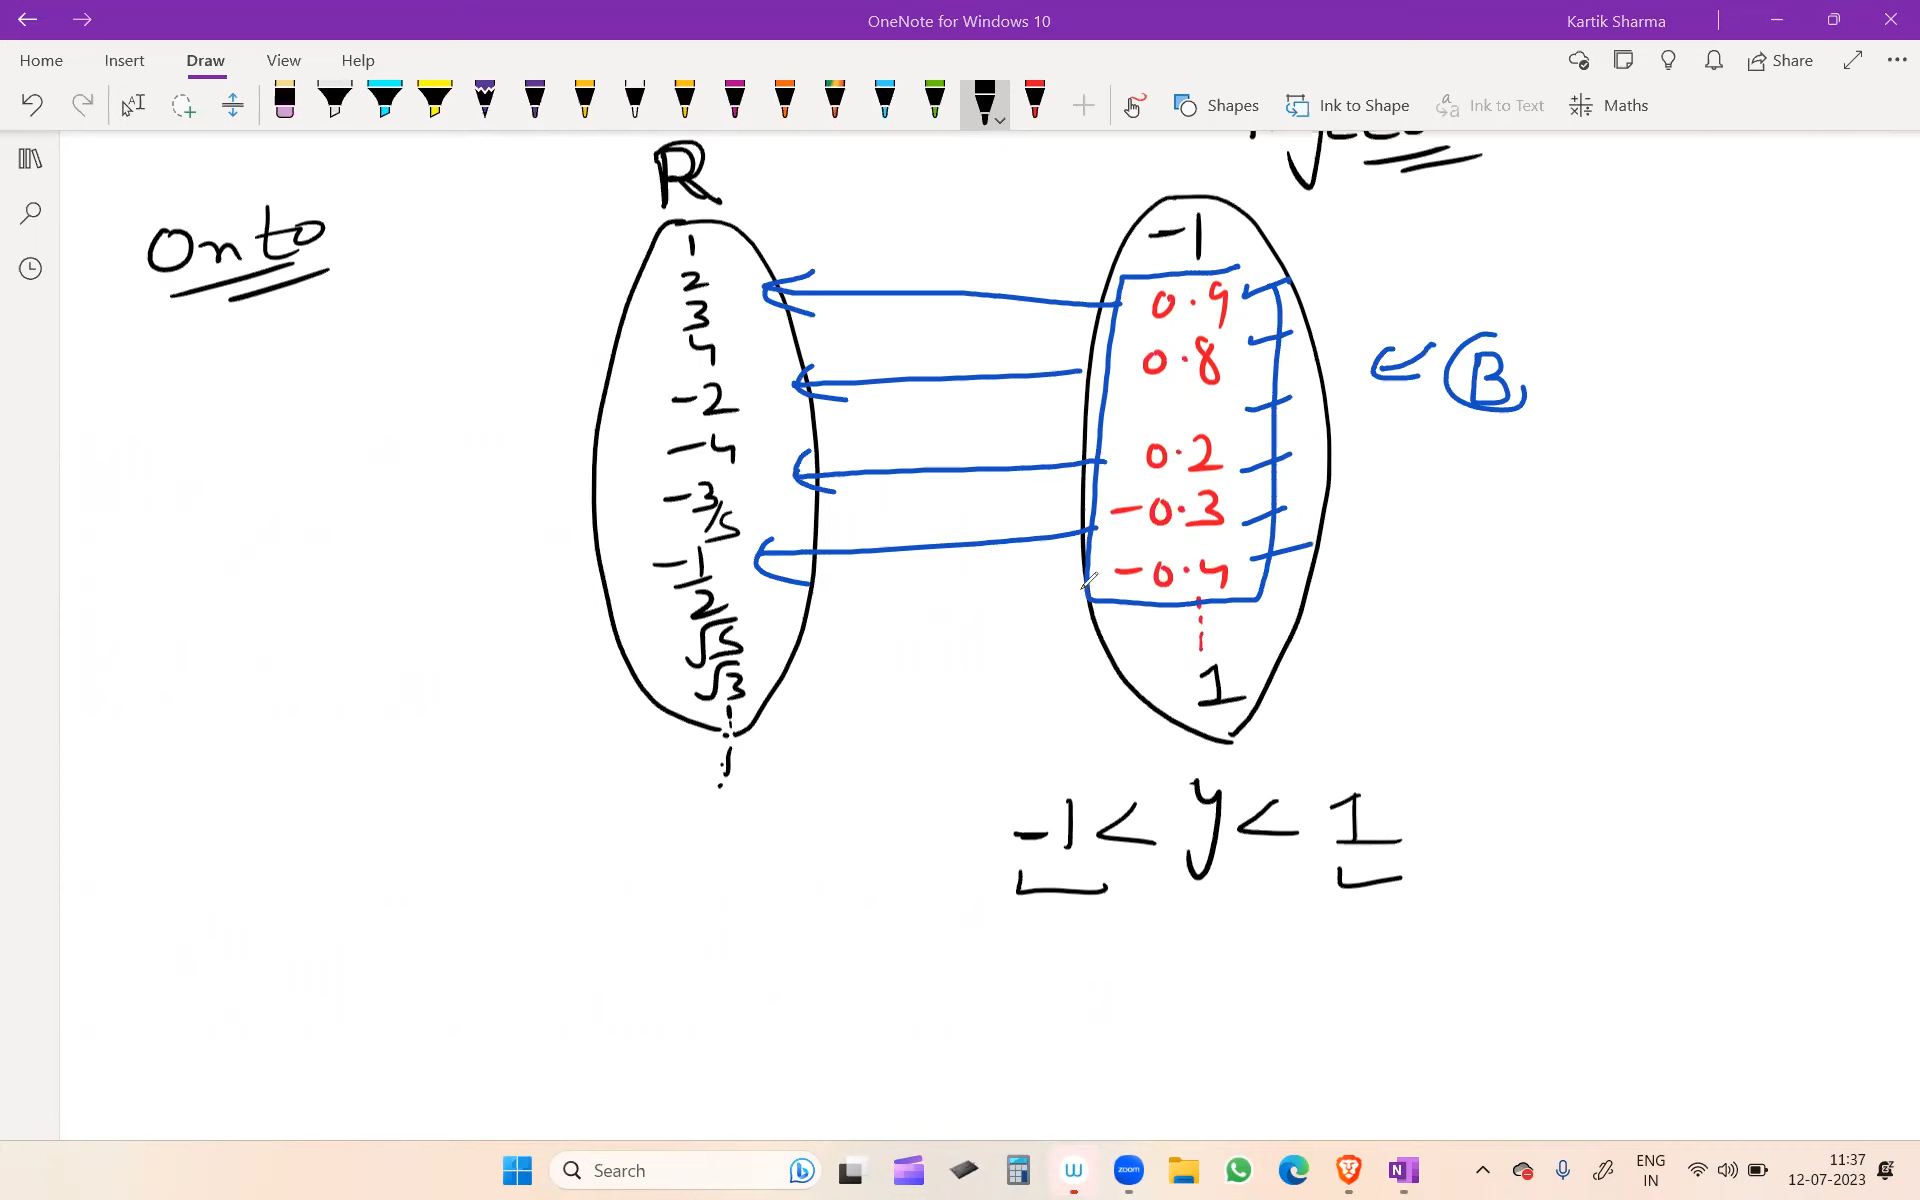 OneNote for Windows 10
Kartik Sharma
Home Insert Draw View Help
Share
Shapes Ink to Shape Ink to Text Maths
R
Onto
1
2
3
4
-2
-4
-3/5
-1/2
√5
√3
-1
0.9
0.8
0.2
-0.3
-0.4
1
B
-1 < y < 1
Search
zoom
ENG
IN
11:37
12-07-2023